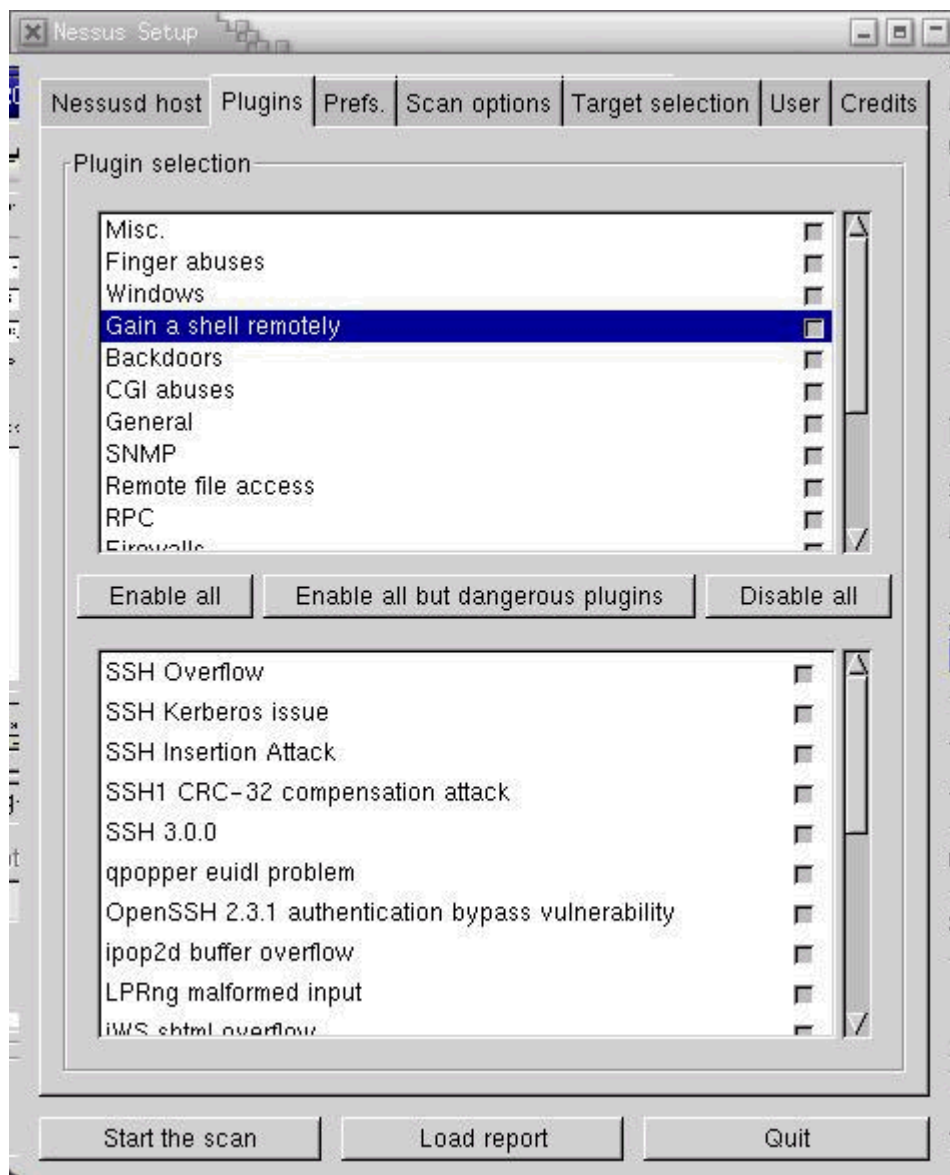 Nessus Setup
Nessusd host Plugins Prefs. Scan options Target selection User Credits
Plugin selection
Misc.
Finger abuses
Windows
Gain a shell remotely
Backdoors
CGI abuses
General
SNMP
Remote file access
RPC
Firewalls
Enable all Enable all but dangerous plugins Disable all
SSH Overflow
SSH Kerberos issue
SSH Insertion Attack
SSH1 CRC-32 compensation attack
SSH 3.0.0
qpopper euidl problem
OpenSSH 2.3.1 authentication bypass vulnerability
ipop2d buffer overflow
LPRng malformed input
iWS shtml overflow
Start the scan Load report Quit